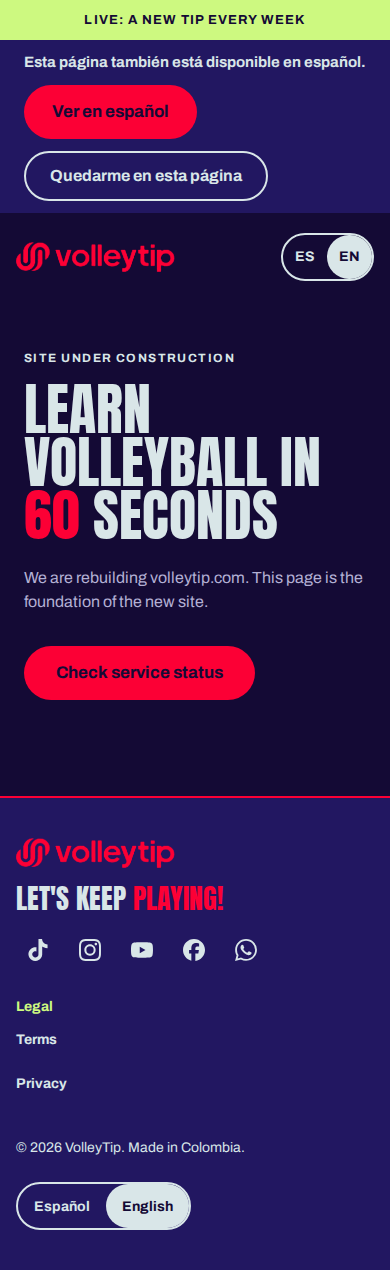 LIVE: A NEW TIP EVERY WEEK
Esta página también está disponible en español.
Ver en español
Quedarme en esta página
volleytip
ES EN
SITE UNDER CONSTRUCTION
LEARN
VOLLEYBALL IN
60 SECONDS
We are rebuilding volleytip.com. This page is the
foundation of the new site.
Check service status
volleytip
LET'S KEEP PLAYING!
Legal
Terms
Privacy
© 2026 VolleyTip. Made in Colombia.
Español English